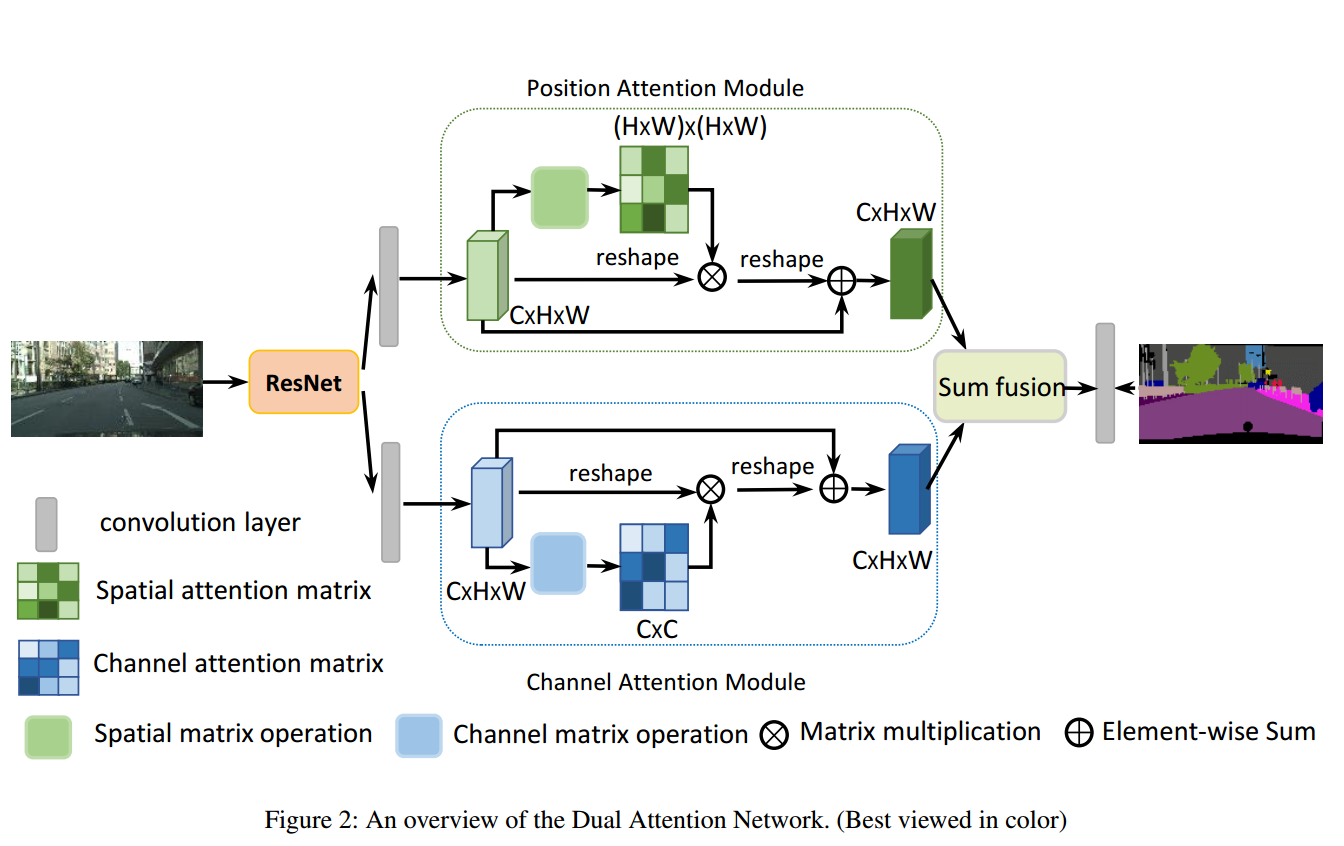 Position Attention Module
(HxW)x(HxW)
CxHxW
reshape
reshape
CxHxW
ResNet
Sum fusion
reshape
reshape
CxHxW
CxHxW
CxC
Channel Attention Module
convolution layer
Spatial attention matrix
Channel attention matrix
Spatial matrix operation
Channel matrix operation
Matrix multiplication
Element-wise Sum
Figure 2: An overview of the Dual Attention Network. (Best viewed in color)